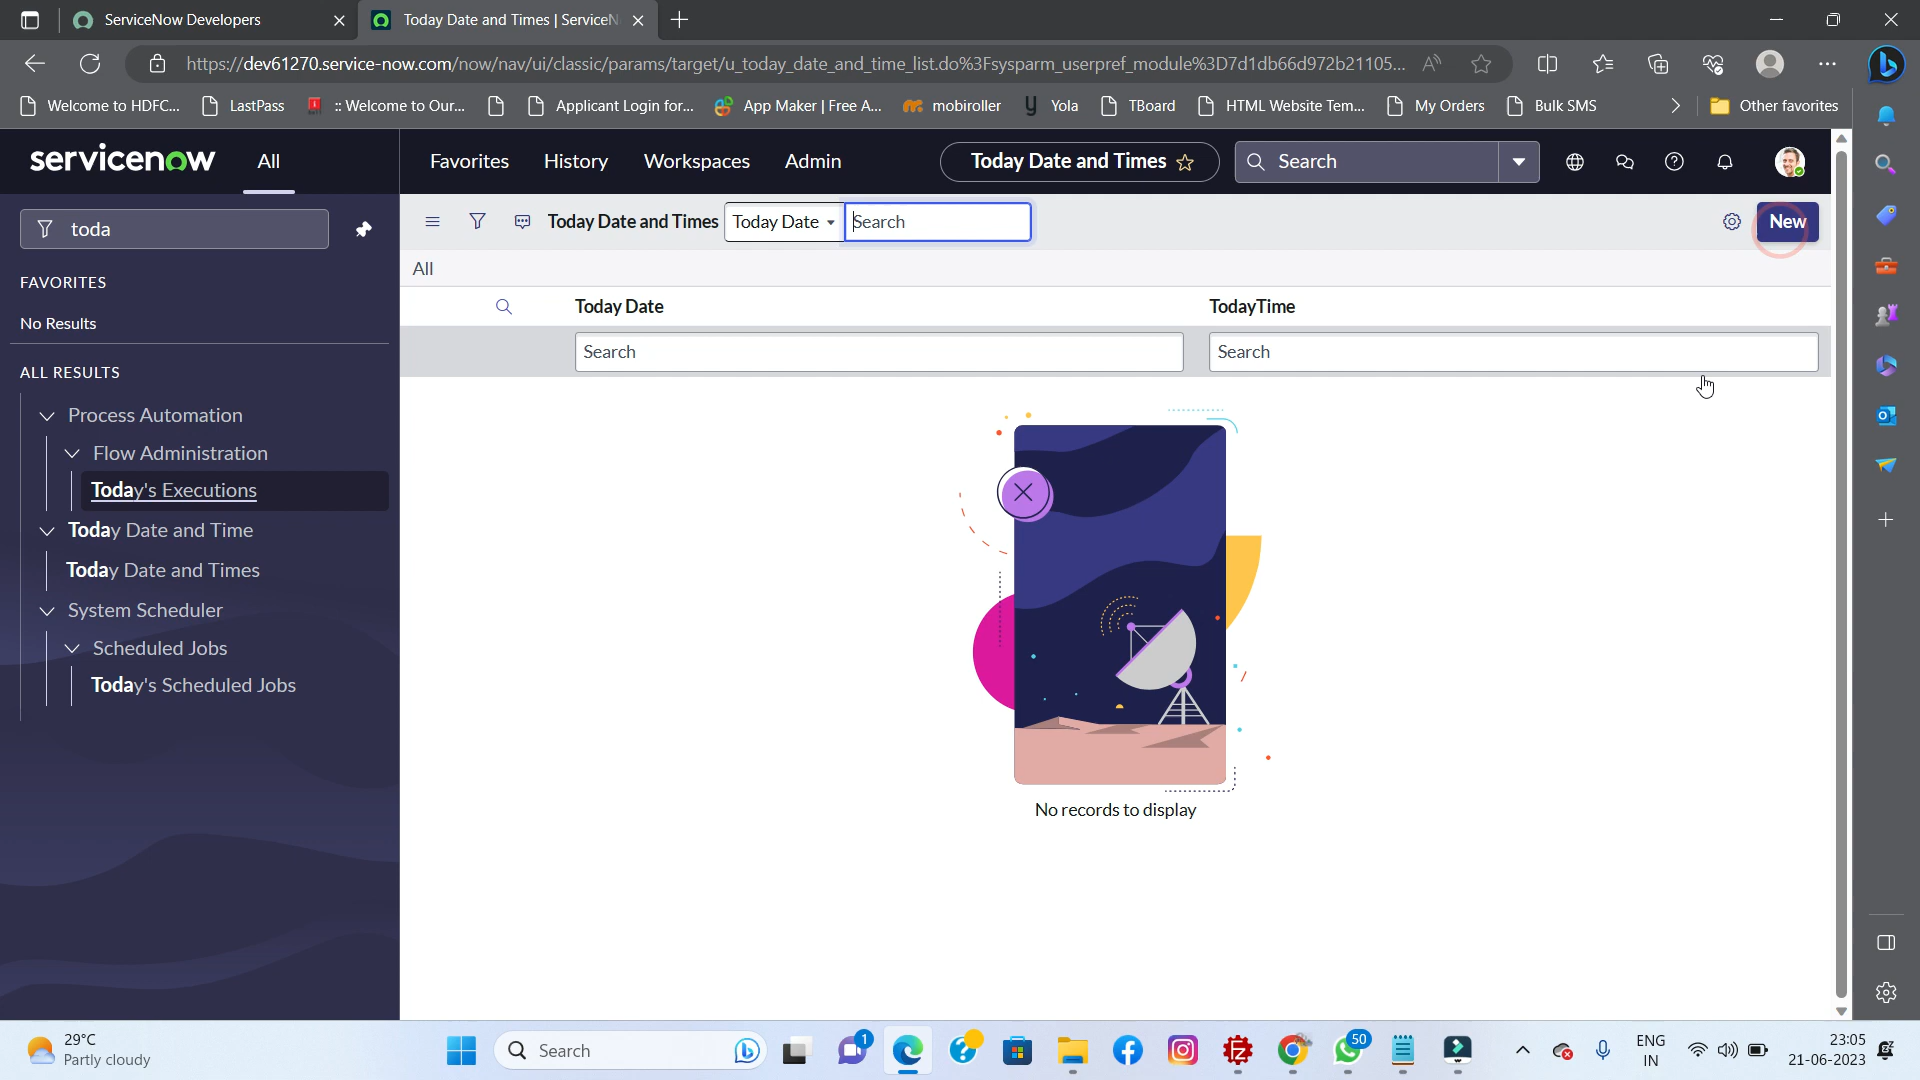 ServiceNow Developers
Today Date and Times | ServiceN
https://dev61270.service-now.com/now/nav/ui/classic/params/target/u_today_date_and_time_list.do%3Fsysparm_userpref_module%3D7d1db66d972b21105...
Welcome to HDFC...
LastPass
:: Welcome to Our...
Applicant Login for...
App Maker | Free A...
mobiroller
Yola
TBoard
HTML Website Tem...
My Orders
Bulk SMS
Other favorites
servicenow
All
Favorites
History
Workspaces
Admin
Today Date and Times
Search
toda
Today Date and Times
Today Date
Search
New
All
FAVORITES
No Results
Today Date
TodayTime
Search
Search
ALL RESULTS
Process Automation
Flow Administration
Today's Executions
Today Date and Time
Today Date and Times
System Scheduler
Scheduled Jobs
Today's Scheduled Jobs
No records to display
29°C
Partly cloudy
Search
1
50
ENG
IN
23:05
21-06-2023